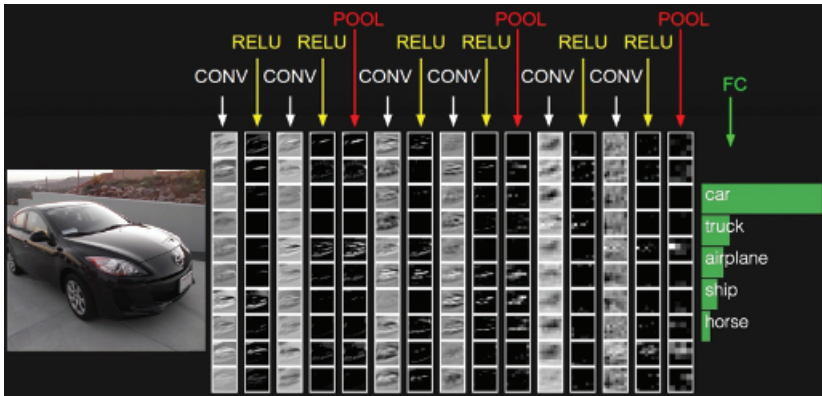 POOL POOL POOL
RELU RELU RELU RELU RELU RELU
CONV CONV CONV CONV CONV CONV
FC
car
truck
airplane
ship
horse